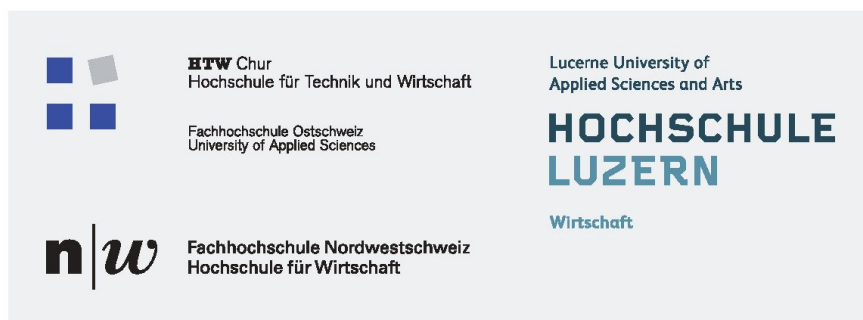 HTW Chur
Hochschule für Technik und Wirtschaft
Fachhochschule Ostschweiz
University of Applied Sciences
Lucerne University of
Applied Sciences and Arts
HOCHSCHULE
LUZERN
Wirtschaft
n|w
Fachhochschule Nordwestschweiz
Hochschule für Wirtschaft